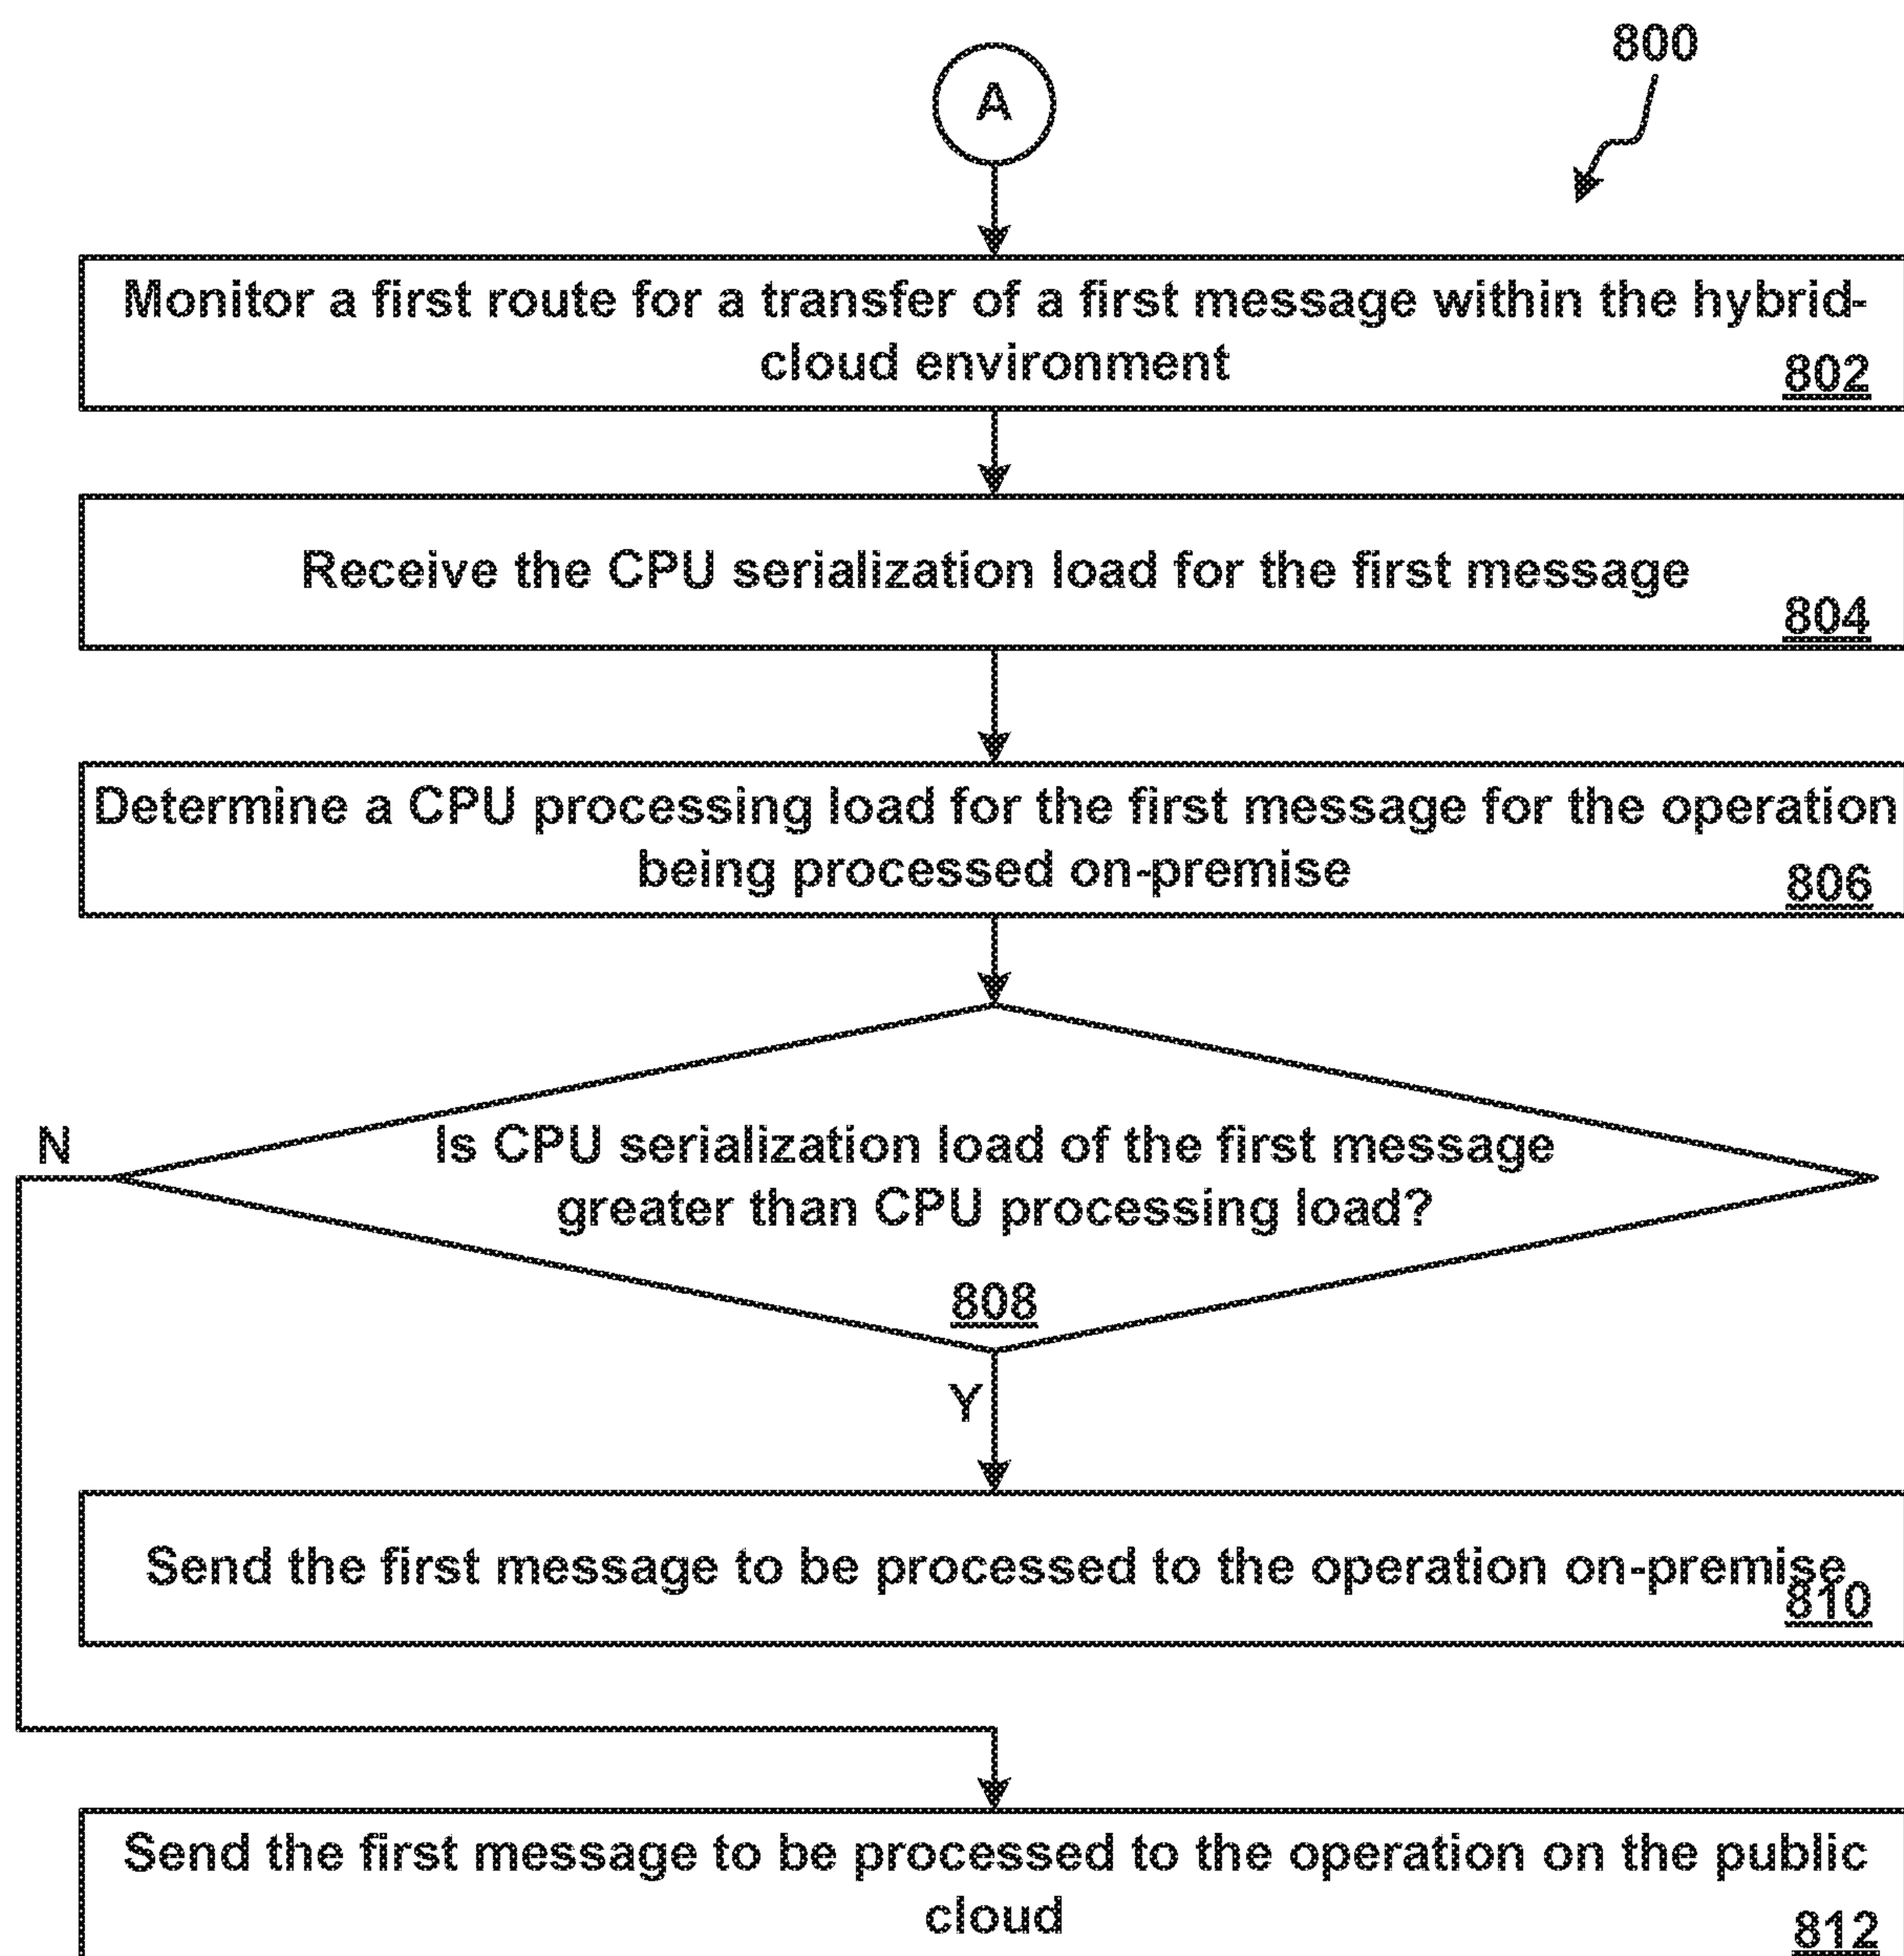 800
A
Monitor a first route for a transfer of a first message within the hybrid-
cloud environment
802
Receive the CPU serialization load for the first message
804
Determine a CPU processing load for the first message for the operation
being processed on-premise
806
N
Is CPU serialization load of the first message
greater than CPU processing load?
808
Y
Send the first message to be processed to the operation on-premise
810
Send the first message to be processed to the operation on the public
cloud
812